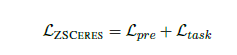 ℒ_ZSCERES = ℒ_pre + ℒ_task